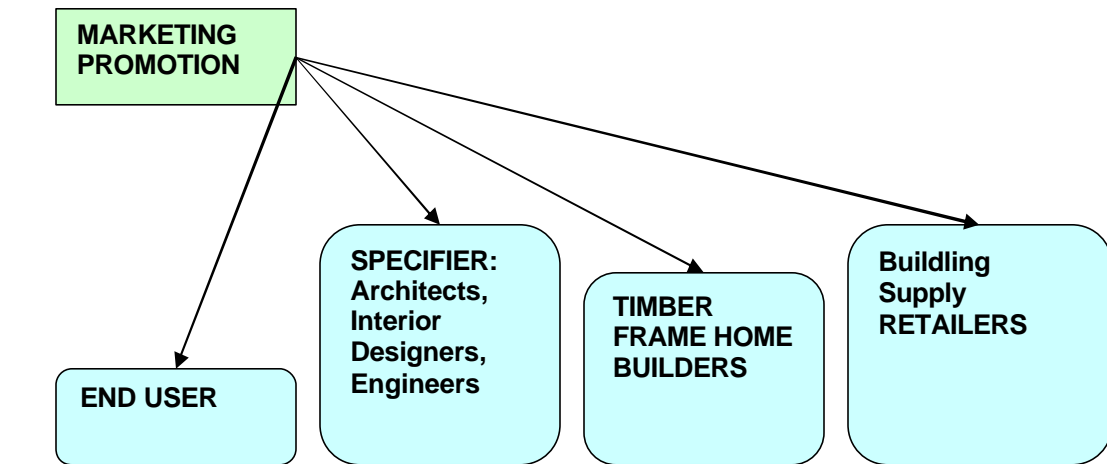 MARKETING
PROMOTION
END USER
SPECIFIER:
Architects,
Interior
Designers,
Engineers
TIMBER
FRAME HOME
BUILDERS
Buildling
Supply
RETAILERS